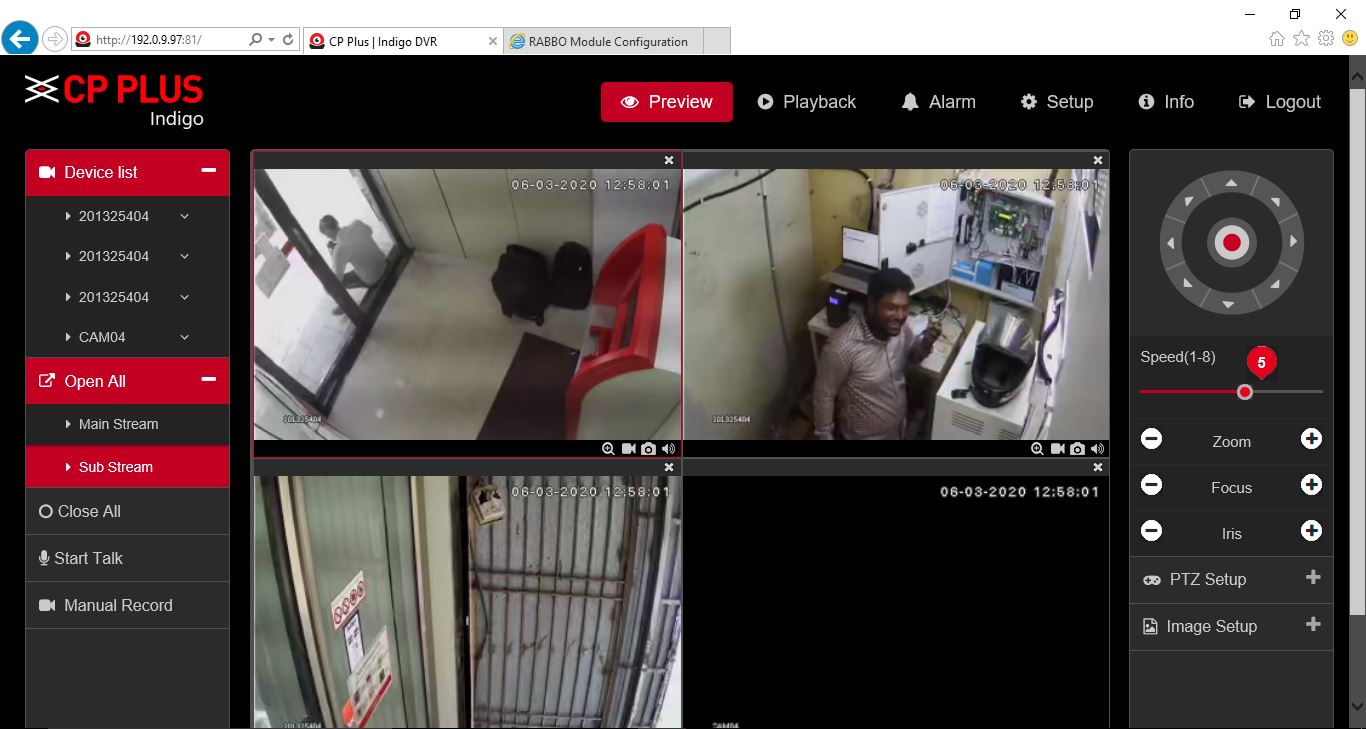 http://192.0.9.97:81/
CP Plus | Indigo DVR
RABBO Module Configuration
CP PLUS
Indigo
Preview
Playback
Alarm
Setup
Info
Logout
Device list
201325404
201325404
201325404
CAM04
Open All
Main Stream
Sub Stream
Close All
Start Talk
Manual Record
06-03-2020 12:58:01
201325404
06-03-2020 12:58:01
201325404
06-03-2020 12:58:01
201325404
06-03-2020 12:58:01
CAM04
Speed(1-8)
5
Zoom
Focus
Iris
PTZ Setup
Image Setup